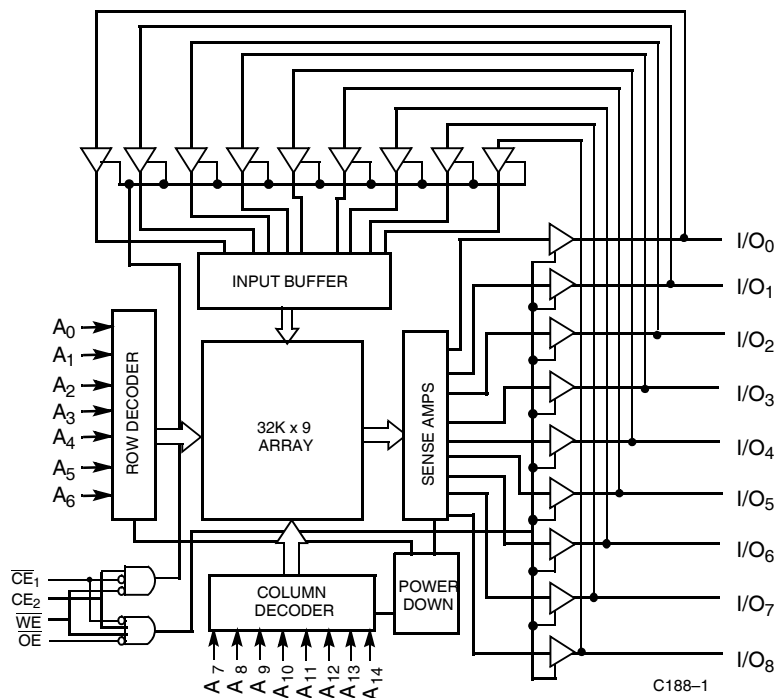 INPUT BUFFER
A0
A1
A2
A3
A4
A5
A6
ROW DECODER
32K x 9
ARRAY
SENSE AMPS
I/O0
I/O1
I/O2
I/O3
I/O4
I/O5
I/O6
I/O7
I/O8
CE1
CE2
WE
OE
COLUMN
DECODER
POWER
DOWN
A7
A8
A9
A10
A11
A12
A13
A14
C188–1